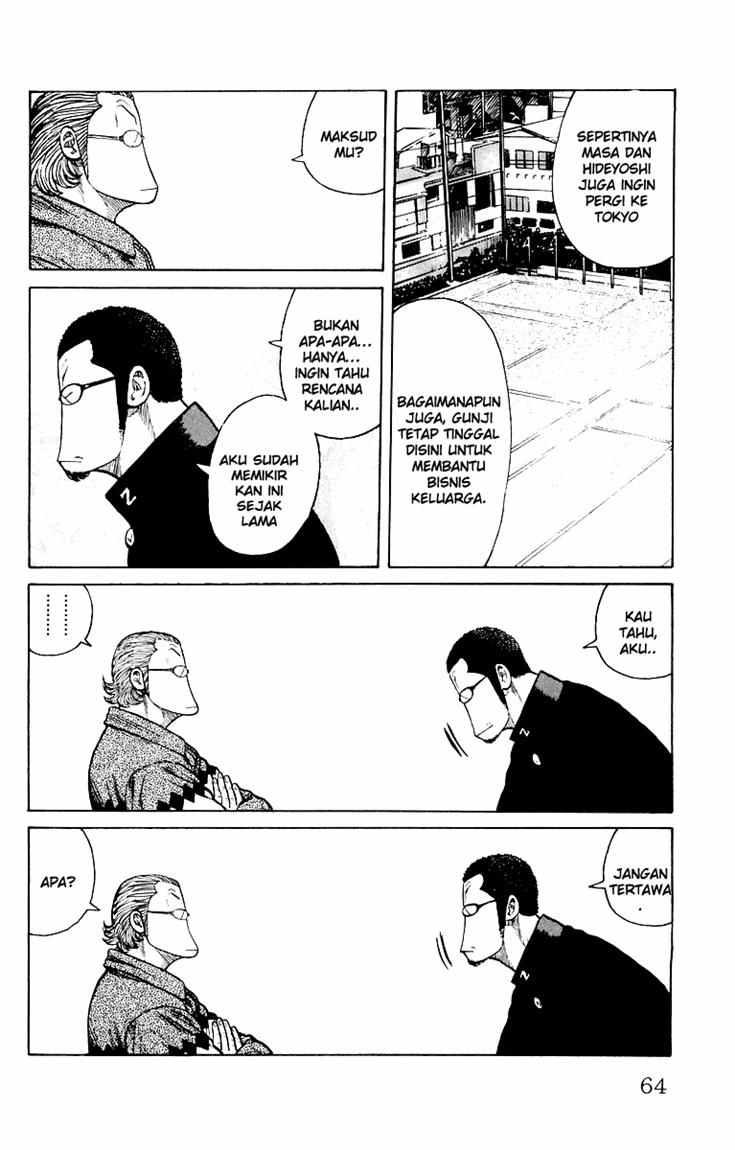 SEPERTINYA
MASA DAN
HIDEYOSHI
JUGA INGIN
PERGI KE
TOKYO
BAGAIMANAPUN
JUGA, GUNJI
TETAP TINGGAL
DISINI UNTUK
MEMBANTU
BISNIS
KELUARGA.
MAKSUD
MU?
BUKAN
APA-APA...
HANYA...
INGIN TAHU
RENCANA
KALIAN..
AKU SUDAH
MEMIKIR
KAN INI
SEJAK
LAMA
KAU
TAHU,
AKU..
JANGAN
TERTAWA
.
APA?
64